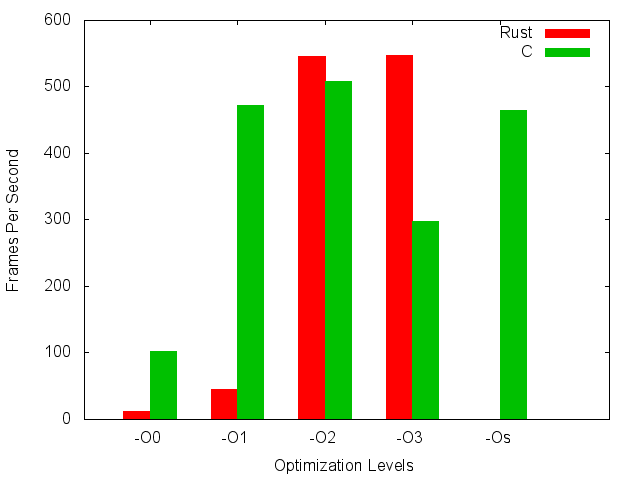 600
500
400
300
200
100
0
Frames Per Second
Rust
C
-O0 -O1 -O2 -O3 -Os
Optimization Levels